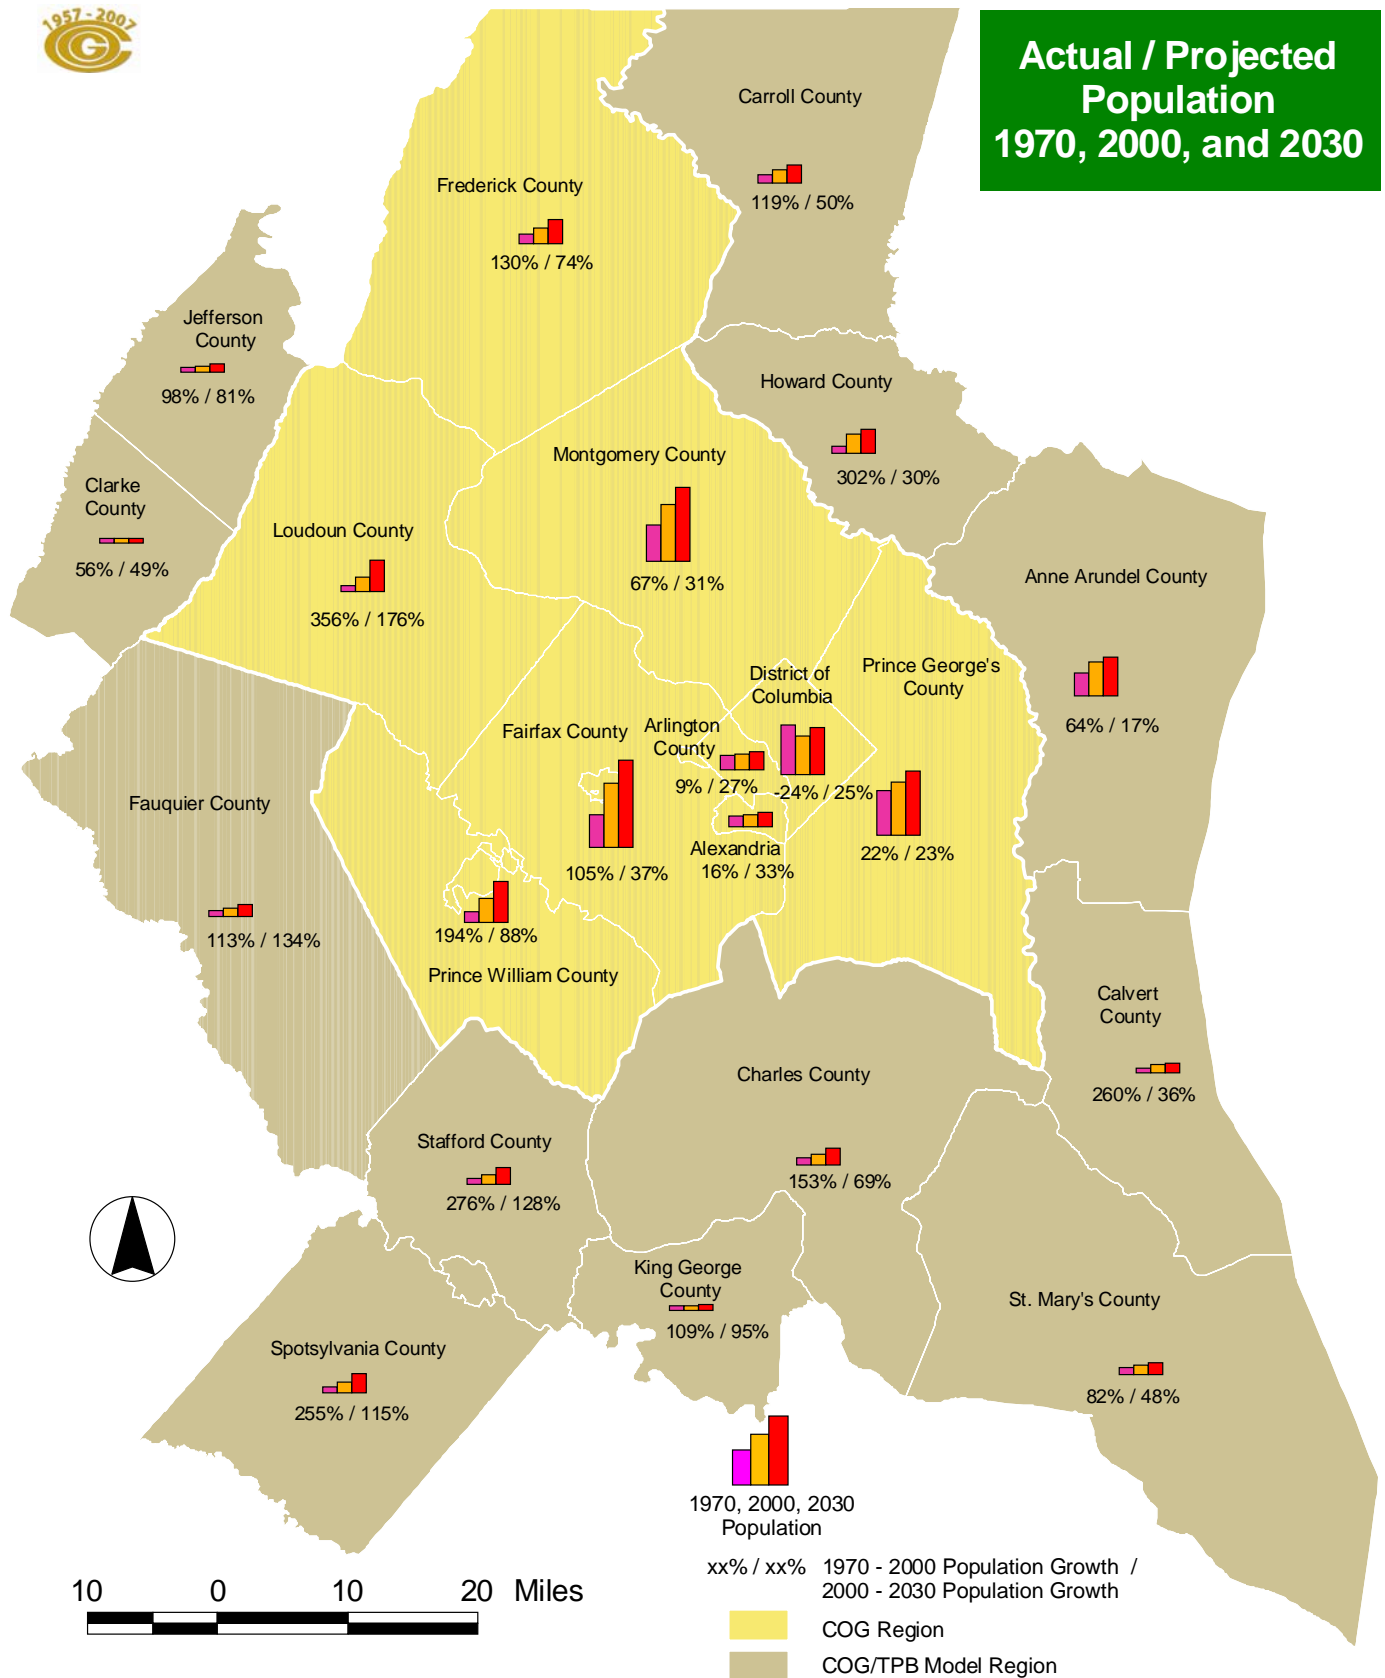 1957 - 2007
Actual / Projected
Population
1970, 2000, and 2030
Carroll County
119% / 50%
Frederick County
130% / 74%
Jefferson
County
98% / 81%
Howard County
302% / 30%
Montgomery County
67% / 31%
Clarke
County
56% / 49%
Loudoun County
356% / 176%
Anne Arundel County
64% / 17%
District of
Columbia
-24% / 25%
Prince George's
County
22% / 23%
Fairfax County
105% / 37%
Arlington
County
9% / 27%
Alexandria
16% / 33%
Fauquier County
113% / 134%
194% / 88%
Prince William County
Calvert
County
260% / 36%
Charles County
153% / 69%
Stafford County
276% / 128%
King George
County
109% / 95%
St. Mary's County
82% / 48%
Spotsylvania County
255% / 115%
1970, 2000, 2030
Population
xx% / xx% 1970 - 2000 Population Growth /
2000 - 2030 Population Growth
COG Region
COG/TPB Model Region
10 0 10 20 Miles